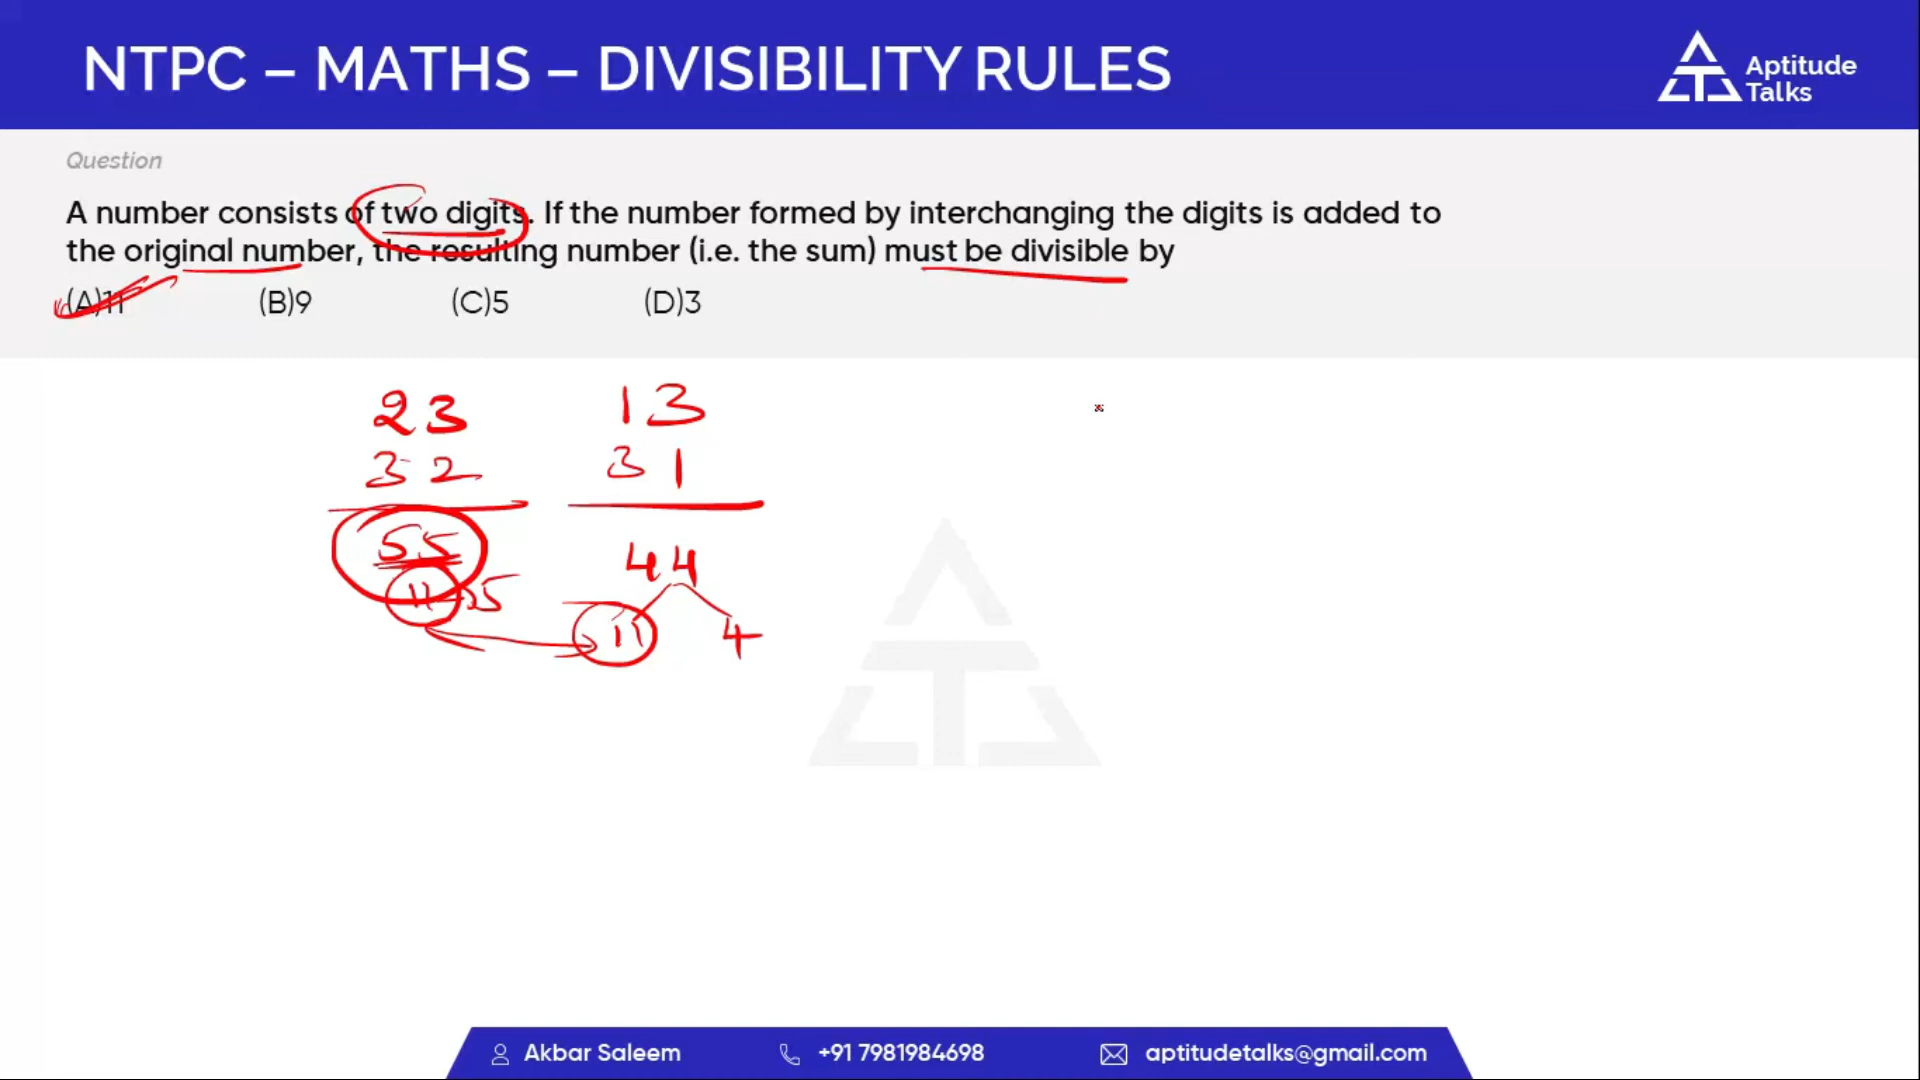 NTPC – MATHS – DIVISIBILITY RULES
Aptitude
Talks
Question
A number consists of two digits. If the number formed by interchanging the digits is added to
the original number, the resulting number (i.e. the sum) must be divisible by
(A)11 (B)9 (C)5 (D)3
23 13
32 31
55 44
11 5
11 4
Akbar Saleem +91 7981984698 aptitudetalks@gmail.com